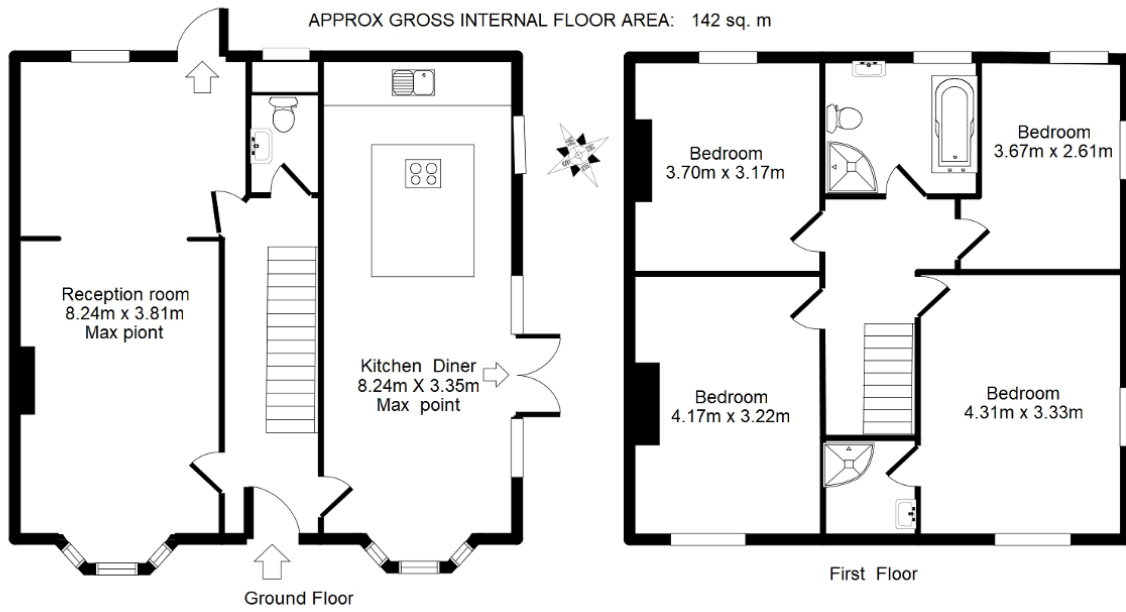 APPROX GROSS INTERNAL FLOOR AREA: 142 sq. m
Reception room
8.24m x 3.81m
Max piont
Kitchen Diner
8.24m X 3.35m
Max point
Ground Floor
Bedroom
3.70m x 3.17m
Bedroom
3.67m x 2.61m
Bedroom
4.17m x 3.22m
Bedroom
4.31m x 3.33m
First Floor